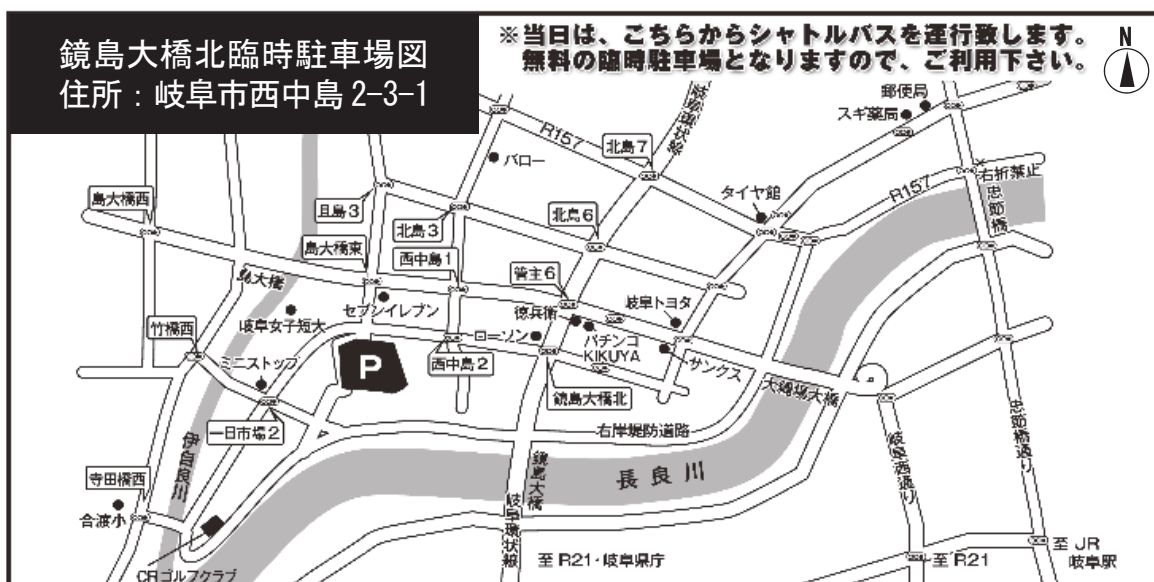 鏡島大橋北臨時駐車場図
住所:岐阜市西中島2-3-1
※当日は、こちらからシャトルバスを運行致します。
無料の臨時駐車場となりますので、ご利用下さい。
N
郵便局
スギ薬局
岐阜環状線
R157
北島7
バロー
※
右折禁止
タイヤ館
R157
忠節橋
島大橋西
且島3
北島3
北島6
島大橋東
西中島1
管主6
島大橋
セブンイレブン
徳兵衛
岐阜トヨタ
岐阜女子短大
竹橋西
ローソン
パチンコ
KIKUYA
サンクス
ミニストップ
P
西中島2
大縄場大橋
鏡島大橋北
一日市場2
右岸堤防道路
忠節橋通り
伊自良川
岐阜西通り
寺田橋西
鏡島大橋
長良川
合渡小
岐阜環状線
至 R21・岐阜県庁
至 R21
至 JR
岐阜駅
CRゴルフクラブ